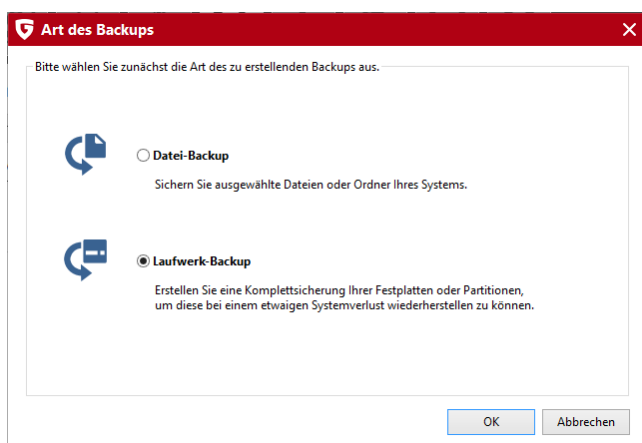 Art des Backups
Bitte wählen Sie zunächst die Art des zu erstellenden Backups aus.
Datei-Backup
Sichern Sie ausgewählte Dateien oder Ordner Ihres Systems.
Laufwerk-Backup
Erstellen Sie eine Komplettsicherung Ihrer Festplatten oder Partitionen,
um diese bei einem etwaigen Systemverlust wiederherstellen zu können.
OK
Abbrechen